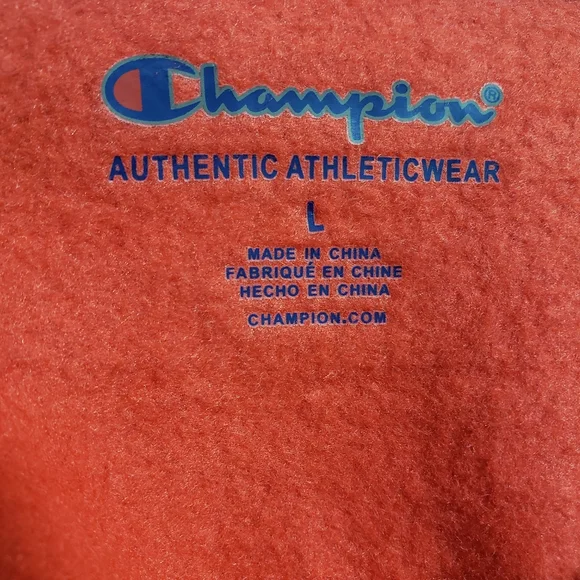 Champion®
AUTHENTIC ATHLETICWEAR
L
MADE IN CHINA
FABRIQUÉ EN CHINE
HECHO EN CHINA
CHAMPION.COM